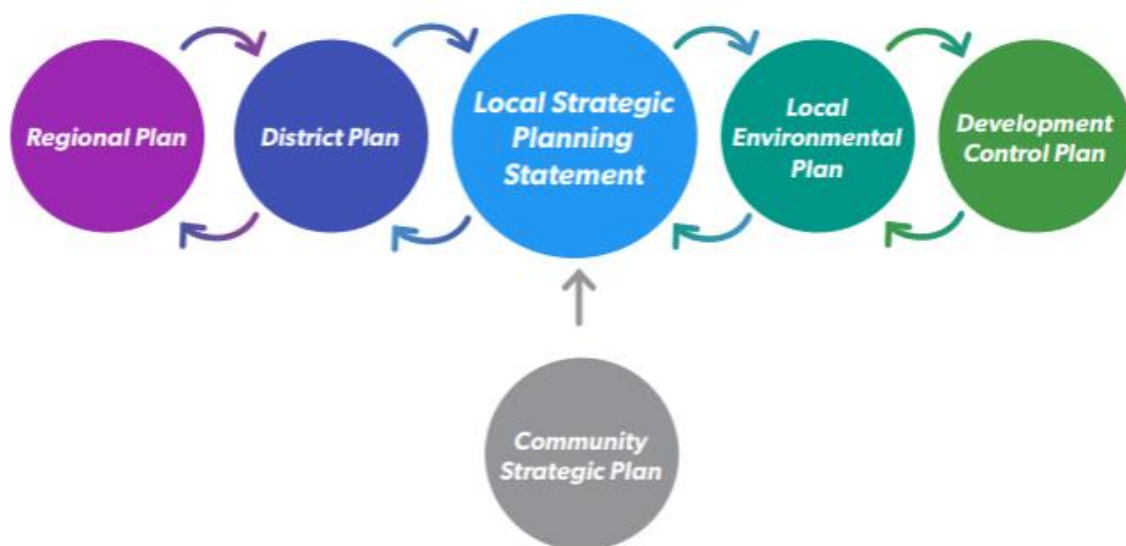 Regional Plan
District Plan
Local Strategic
Planning
Statement
Local
Environmental
Plan
Development
Control Plan
Community
Strategic Plan